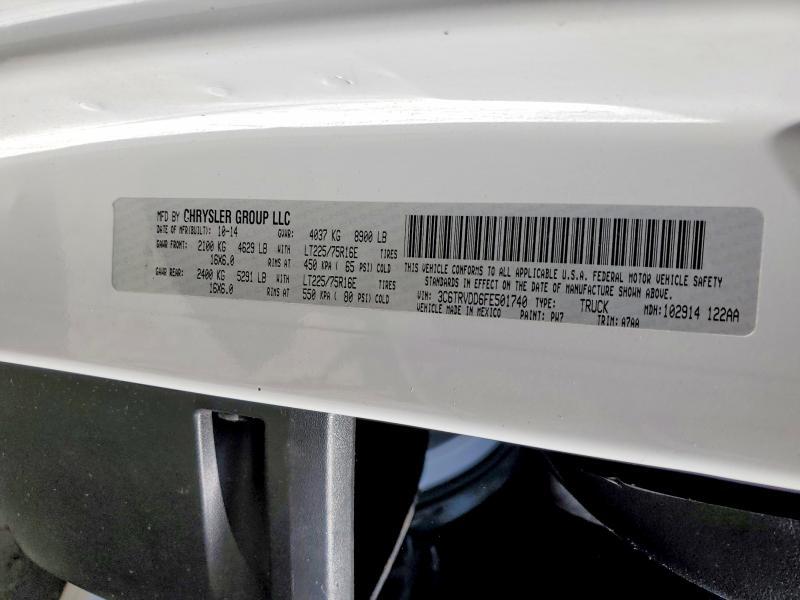 MFD BY CHRYSLER GROUP LLC
DATE OF MFR(BUILT): 10-14 GVWR: 4037 KG 8900 LB
GAWR FRONT: 2100 KG 4629 LB WITH LT225/75R16E TIRES
16X6.0 RIMS AT 450 KPA ( 65 PSI) COLD
GAWR REAR: 2400 KG 5291 LB WITH LT225/75R16E TIRES
16X6.0 RIMS AT 550 KPA ( 80 PSI) COLD
THIS VEHICLE CONFORMS TO ALL APPLICABLE U.S.A. FEDERAL MOTOR VEHICLE SAFETY
STANDARDS IN EFFECT ON THE DATE OF MANUFACTURE SHOWN ABOVE.
VIN: 3C6TRVDD6FE501740 TYPE: TRUCK MDH: 102914 122AA
VEHICLE MADE IN MEXICO PAINT: PW7 TRIM: A7AA